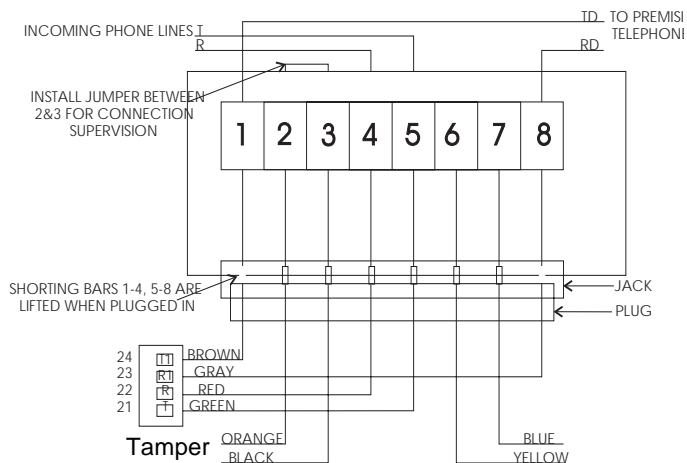 TD TO PREMISI
INCOMING PHONE LINES T
TELEPHONE
R
RD
INSTALL JUMPER BETWEEN
2&3 FOR CONNECTION
SUPERVISION
1 2 3 4 5 6 7 8
SHORTING BARS 1-4, 5-8 ARE
LIFTED WHEN PLUGGED IN
JACK
PLUG
24 T1 BROWN
23 R1 GRAY
22 R RED
21 T GREEN
Tamper
ORANGE
BLUE
BLACK
YELLOW